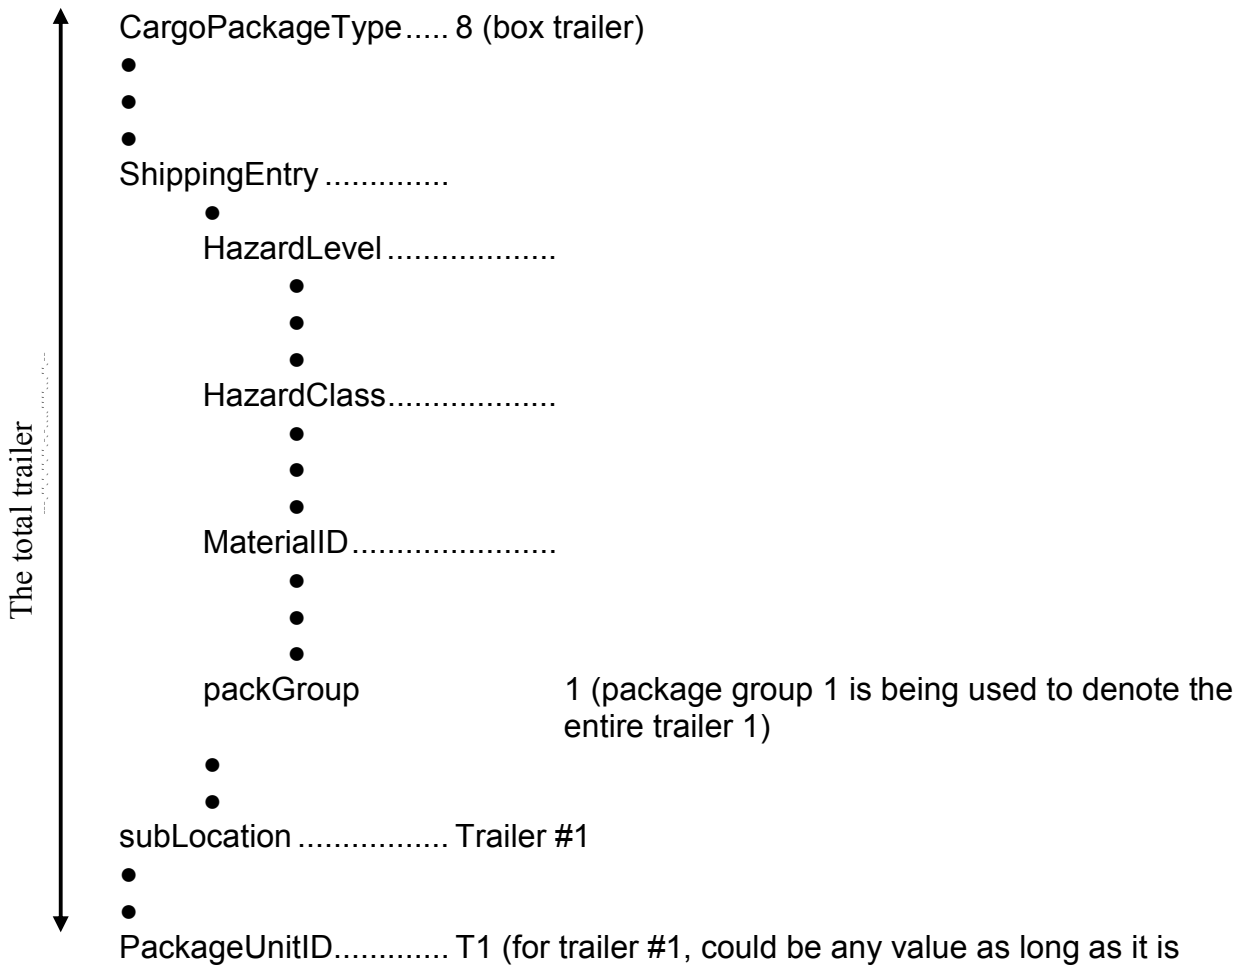 CargoPackageType..... 8 (box trailer)
●
●
●
ShippingEntry ..............
●
HazardLevel ...................
●
●
●
HazardClass...................
●
●
●
MaterialID.......................
●
●
●
packGroup 1 (package group 1 is being used to denote the
entire trailer 1)
●
●
subLocation ................. Trailer #1
●
●
PackageUnitID............. T1 (for trailer #1, could be any value as long as it is
The total trailer